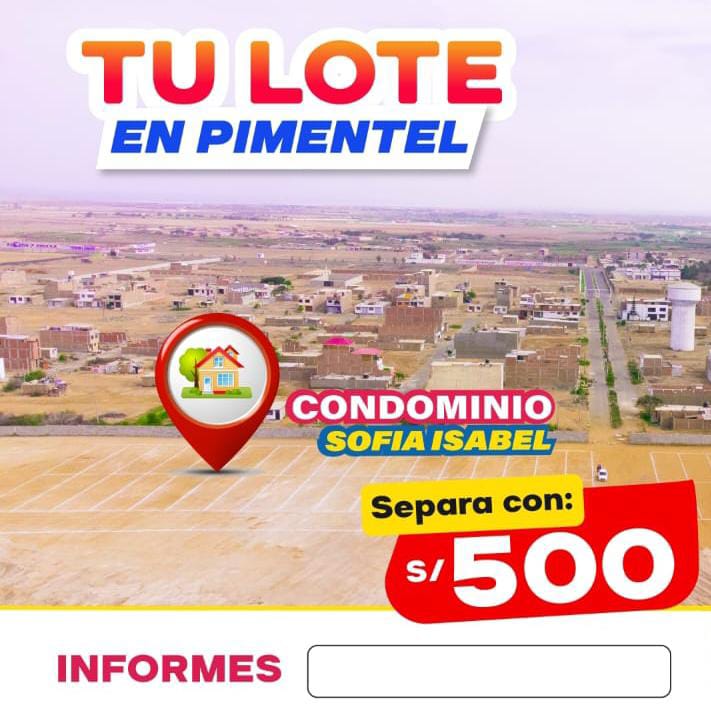 TU LOTE
EN PIMENTEL
CONDOMINIO
SOFIA ISABEL
Separa con:
S/500
INFORMES